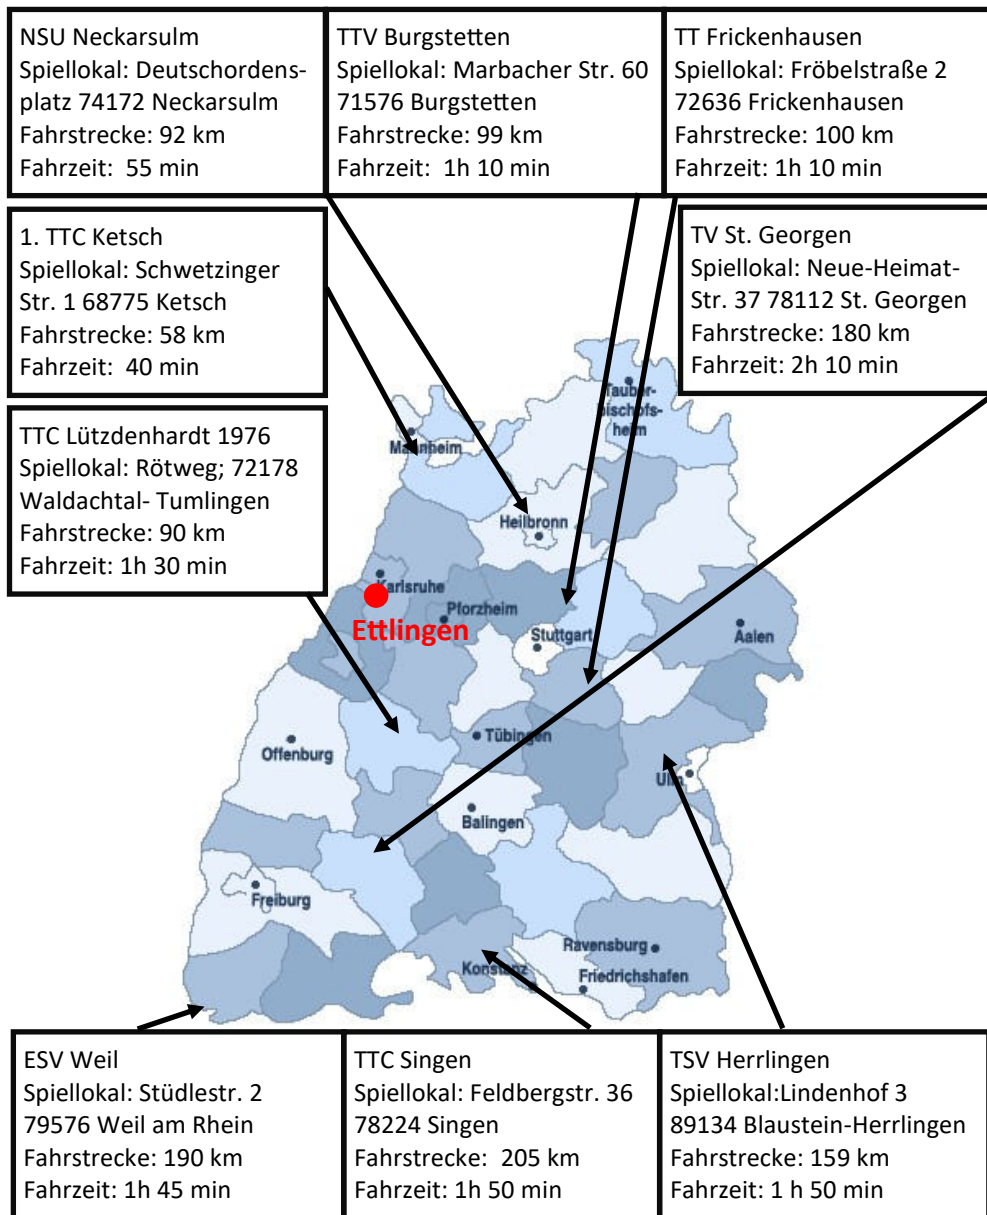 NSU Neckarsulm
Spiellokal: Deutschordens-
platz 74172 Neckarsulm
Fahrstrecke: 92 km
Fahrzeit:  55 min
TTV Burgstetten
Spiellokal: Marbacher Str. 60
71576 Burgstetten
Fahrstrecke: 99 km
Fahrzeit:  1h 10 min
TT Frickenhausen
Spiellokal: Fröbelstraße 2
72636 Frickenhausen
Fahrstrecke: 100 km
Fahrzeit: 1h 10 min
1. TTC Ketsch
Spiellokal: Schwetzinger
Str. 1 68775 Ketsch
Fahrstrecke: 58 km
Fahrzeit:  40 min
TV St. Georgen
Spiellokal: Neue-Heimat-
Str. 37 78112 St. Georgen
Fahrstrecke: 180 km
Fahrzeit: 2h 10 min
TTC Lützdenhardt 1976
Spiellokal: Rötweg; 72178
Waldachtal- Tumlingen
Fahrstrecke: 90 km
Fahrzeit: 1h 30 min
Tauber-
bischofs-
heim
Mannheim
Heilbronn
Karlsruhe
Pforzheim
Ettlingen
Stuttgart
Aalen
Tübingen
Offenburg
Ulm
Balingen
Freiburg
Ravensburg
Konstanz
Friedrichshafen
ESV Weil
Spiellokal: Stüdlestr. 2
79576 Weil am Rhein
Fahrstrecke: 190 km
Fahrzeit: 1h 45 min
TTC Singen
Spiellokal: Feldbergstr. 36
78224 Singen
Fahrstrecke:  205 km
Fahrzeit: 1h 50 min
TSV Herrlingen
Spiellokal:Lindenhof 3
89134 Blaustein-Herrlingen
Fahrstrecke: 159 km
Fahrzeit: 1 h 50 min